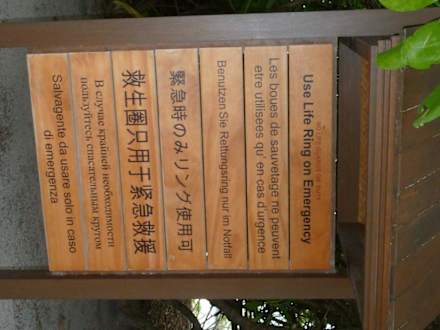 Use Life Ring on Emergency
Les boues de sauvetage ne peuvent
etre utilisees qu' en cas d'urgence
Benutzen Sie Rettungsring nur im Notfall
緊急時のみリング使用可
救生圈只用于紧急救援
В случае крайней необходимости
пользуйтесь спасательным кругом
Salvagente da usare solo in caso
di emergenza